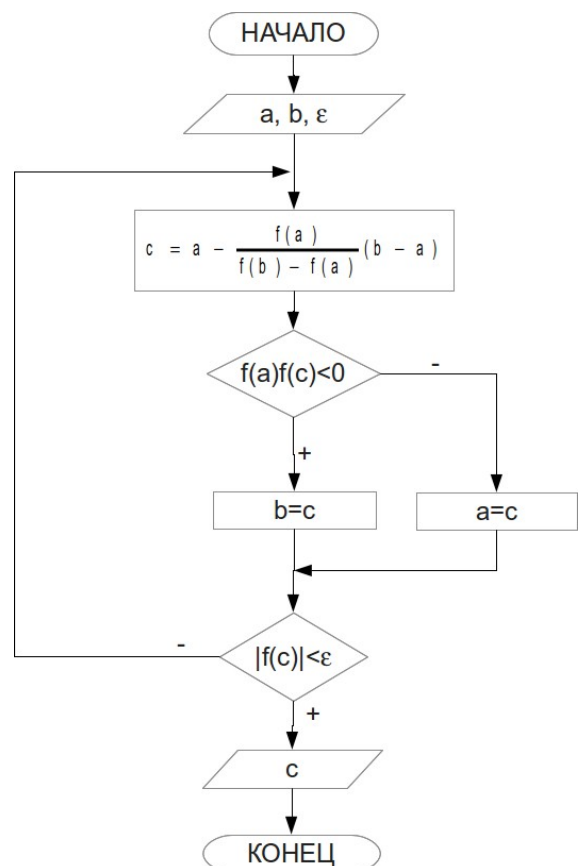 НАЧАЛО
a, b, ε
f(a)
c = a − ———— (b − a)
f(b) − f(a)
f(a)f(c)<0
-
+
b=c
a=c
-
|f(c)|<ε
+
c
КОНЕЦ